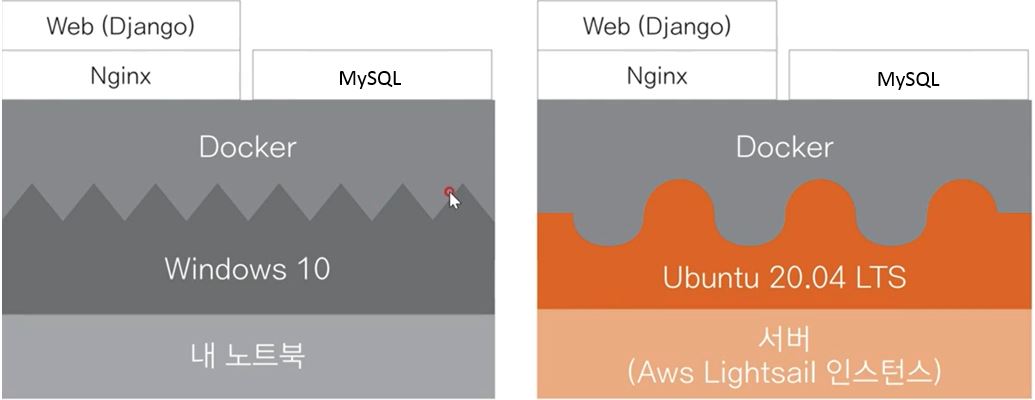 Web (Django)
Nginx
MySQL
Docker
Windows 10
내 노트북
Web (Django)
Nginx
MySQL
Docker
Ubuntu 20.04 LTS
서버
(Aws Lightsail 인스턴스)